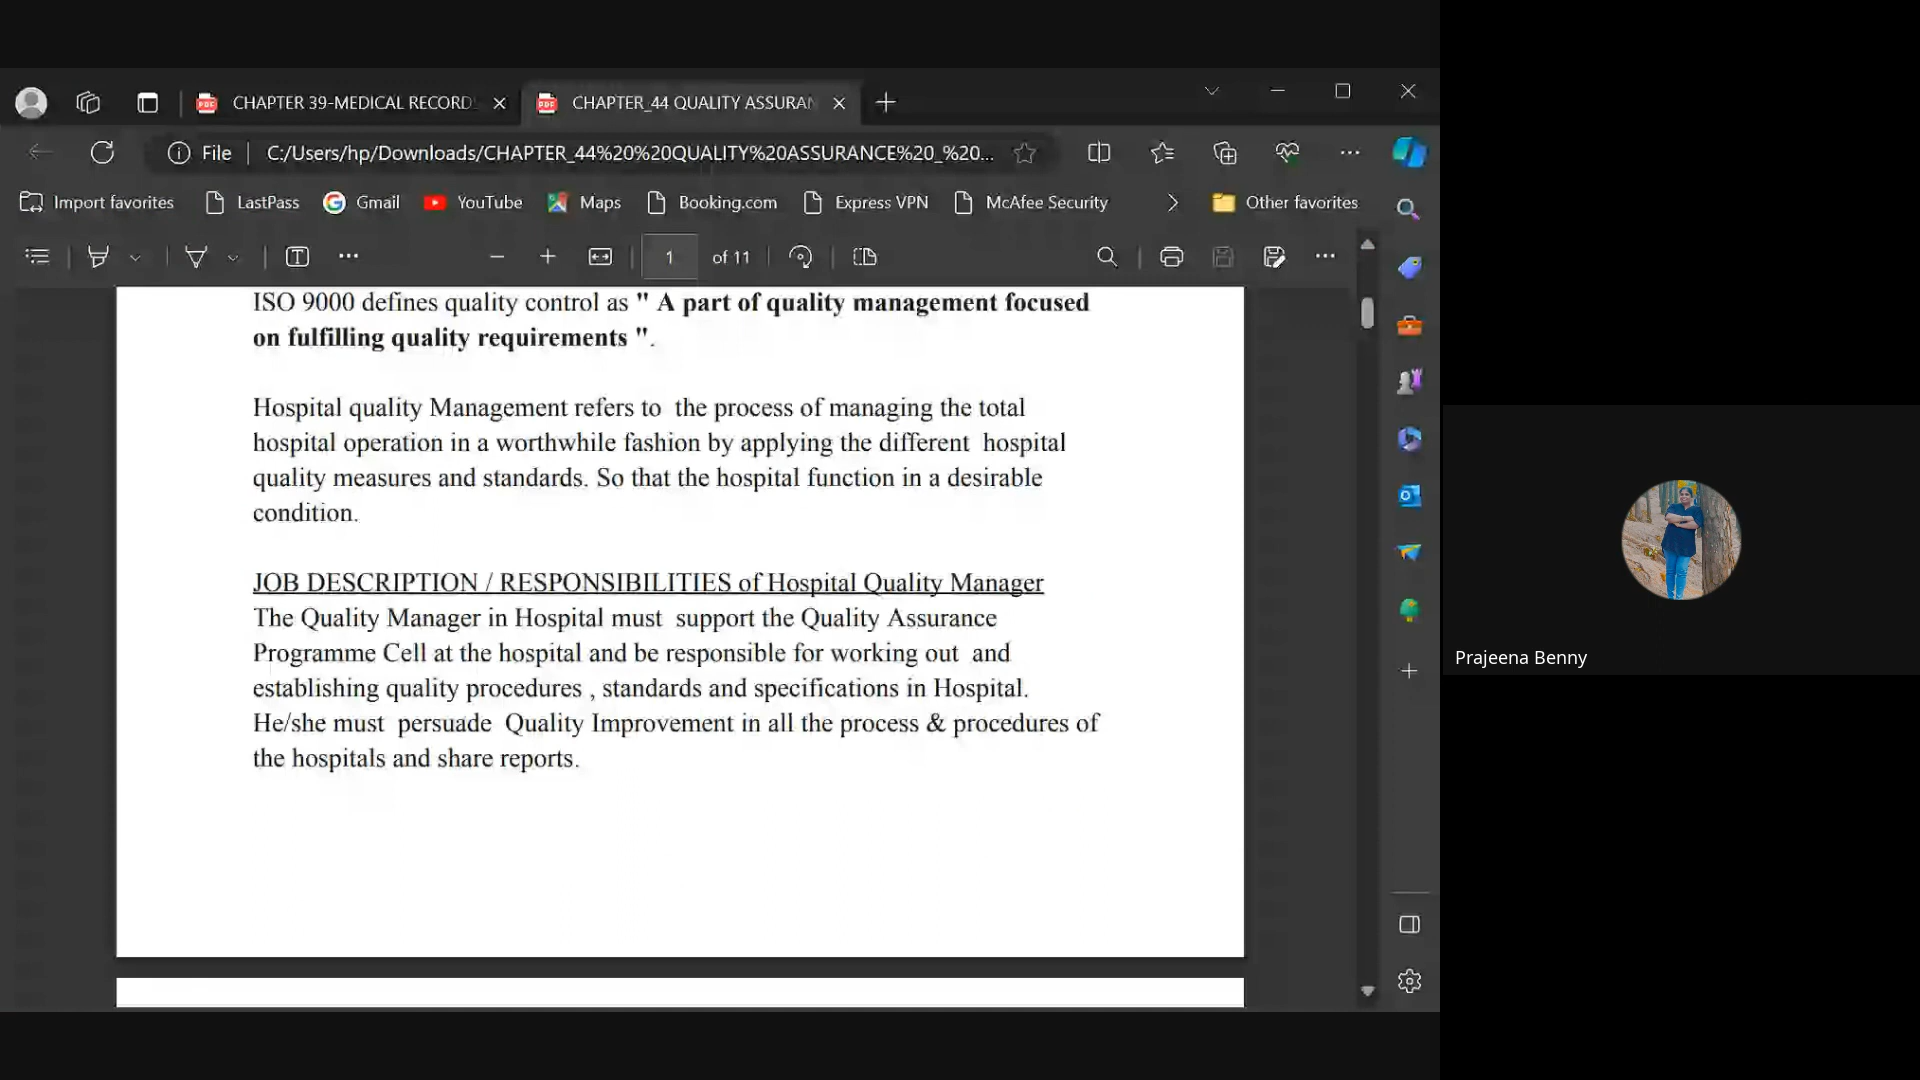 CHAPTER 39-MEDICAL RECORD
CHAPTER_44 QUALITY ASSURAN
File
C:/Users/hp/Downloads/CHAPTER_44%20%20QUALITY%20ASSURANCE%20_%20...
Import favorites
LastPass
Gmail
YouTube
Maps
Booking.com
Express VPN
McAfee Security
Other favorites
1 of 11
ISO 9000 defines quality control as " A part of quality management focused
on fulfilling quality requirements ".
Hospital quality Management refers to the process of managing the total
hospital operation in a worthwhile fashion by applying the different hospital
quality measures and standards. So that the hospital function in a desirable
condition.
JOB DESCRIPTION / RESPONSIBILITIES of Hospital Quality Manager
The Quality Manager in Hospital must support the Quality Assurance
Programme Cell at the hospital and be responsible for working out and
establishing quality procedures , standards and specifications in Hospital.
He/she must persuade Quality Improvement in all the process & procedures of
the hospitals and share reports.
Prajeena Benny